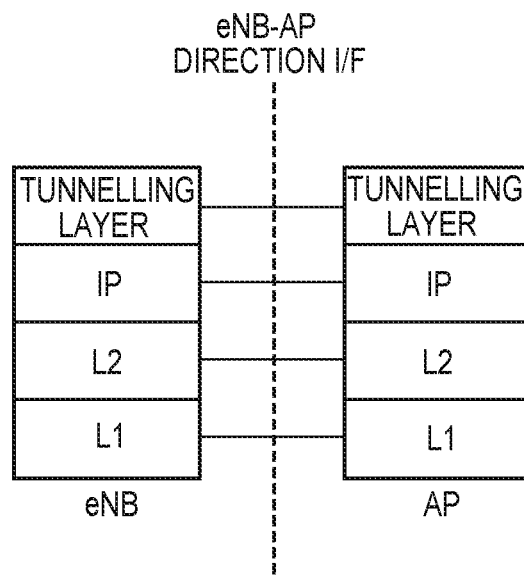 eNB-AP
DIRECTION I/F
TUNNELLING
LAYER
IP
L2
L1
eNB
TUNNELLING
LAYER
IP
L2
L1
AP